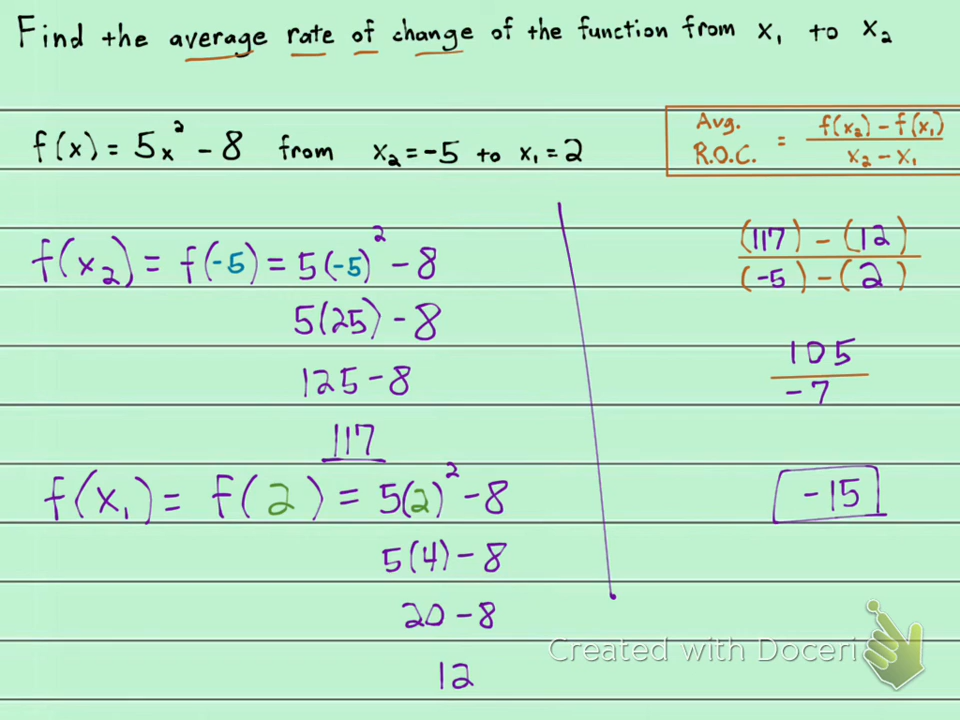 Find the average rate of change of the function from x₁ to x₂
f(x) = 5x² - 8 from x₂ = -5 to x₁ = 2
Avg. R.O.C. = f(x₂) - f(x₁) / x₂ - x₁
f(x₂) = f(-5) = 5(-5)² - 8
5(25) - 8
125 - 8
117
f(x₁) = f(2) = 5(2)² - 8
5(4) - 8
20 - 8
12
(117) - (12)
(-5) - (2)
105
-7
-15
Created with Doceri